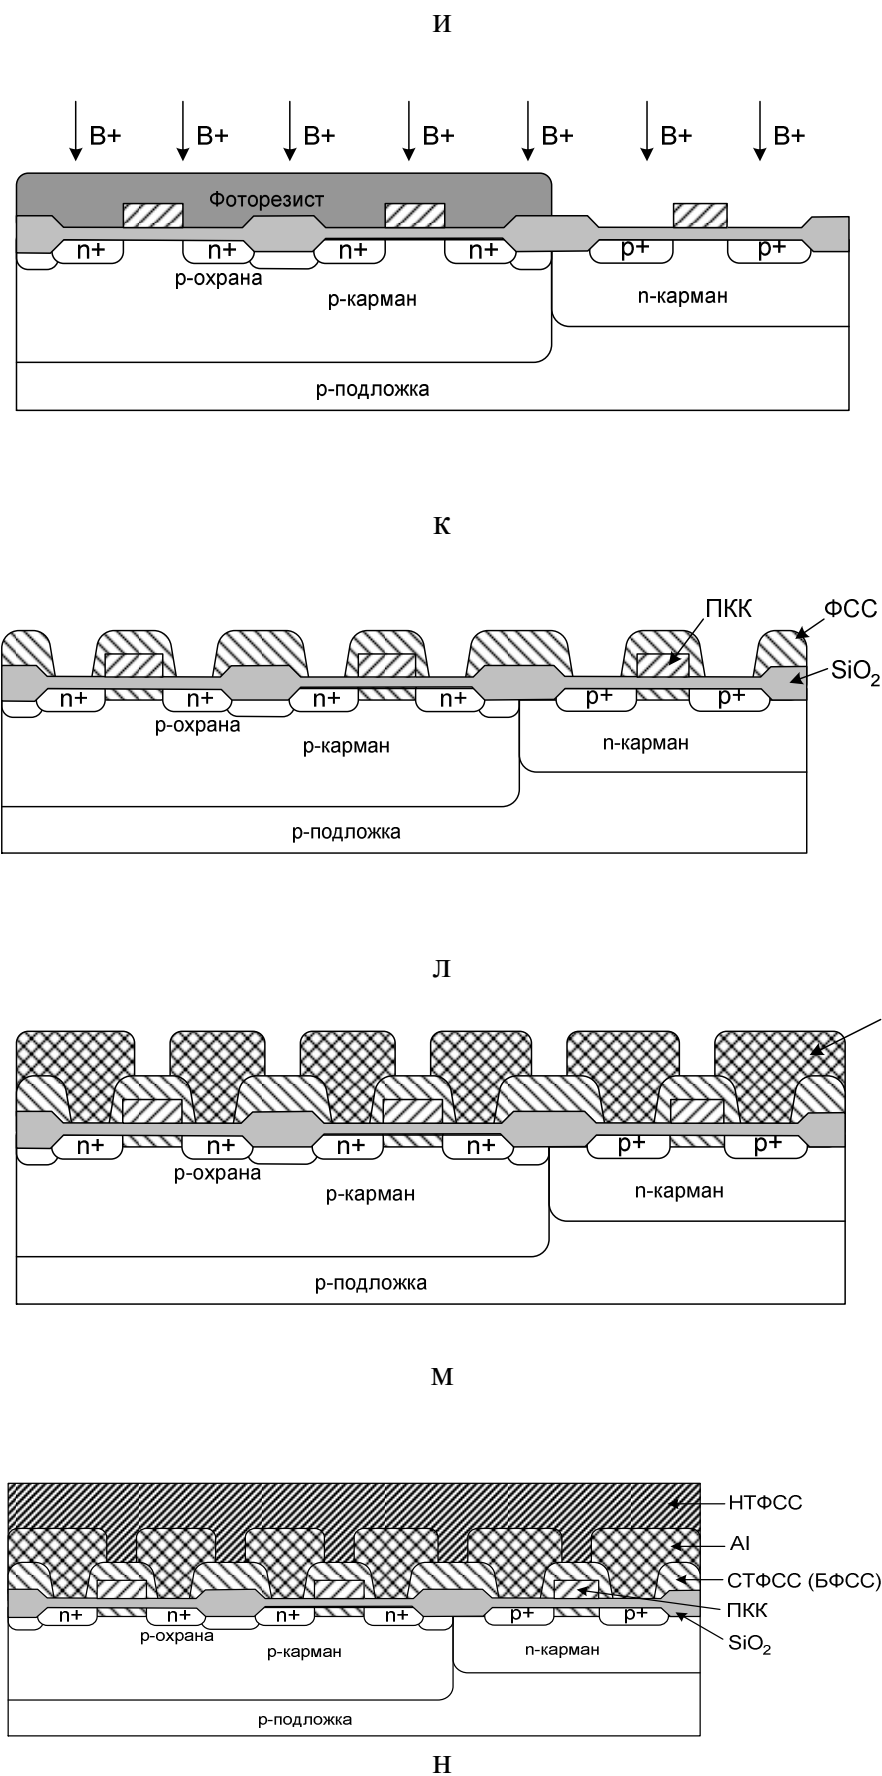 и
B+ B+ B+ B+ B+ B+ B+
Фоторезист
n+ n+ n+ n+ p+ p+
р-охрана
р-карман
n-карман
р-подложка
к
ПКК
ФСС
SiO2
n+ n+ n+ n+ p+ p+
р-охрана
р-карман
n-карман
р-подложка
л
n+ n+ n+ n+ p+ p+
р-охрана
р-карман
n-карман
р-подложка
м
НТФСС
Al
СТФСС (БФСС)
ПКК
SiO2
n+ n+ n+ n+ p+ p+
р-охрана
р-карман
n-карман
р-подложка
н